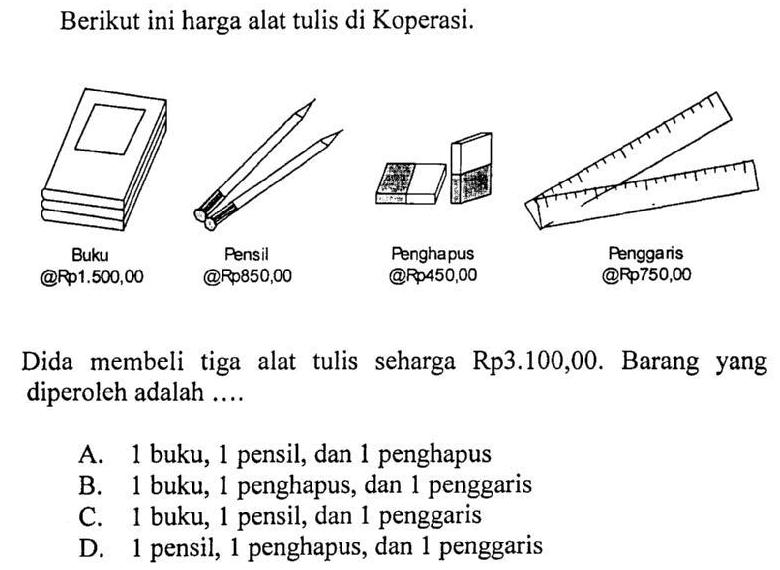 Berikut ini harga alat tulis di Koperasi.
Buku
@Rp1.500,00
Pensil
@Rp850,00
Penghapus
@Rp450,00
Penggaris
@Rp750,00
Dida membeli tiga alat tulis seharga Rp3.100,00. Barang yang
diperoleh adalah ....
A. 1 buku, 1 pensil, dan 1 penghapus
B. 1 buku, 1 penghapus, dan 1 penggaris
C. 1 buku, 1 pensil, dan 1 penggaris
D. 1 pensil, 1 penghapus, dan 1 penggaris